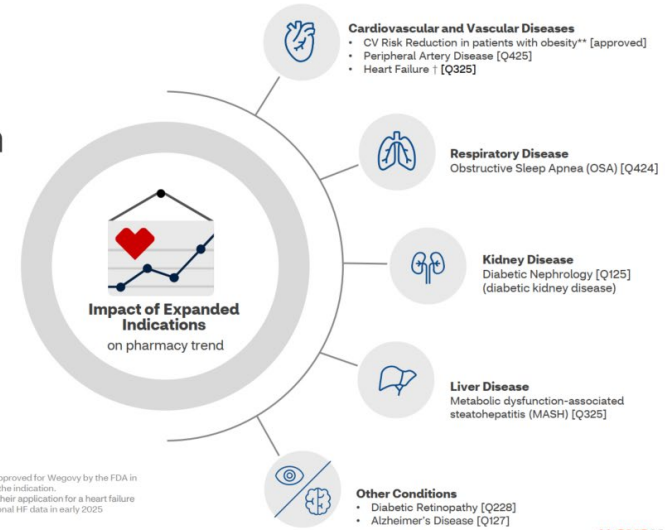 Cardiovascular and Vascular Diseases
• CV Risk Reduction in patients with obesity** [approved]
• Peripheral Artery Disease [Q425]
• Heart Failure † [Q325]
Respiratory Disease
Obstructive Sleep Apnea (OSA) [Q424]
Kidney Disease
Diabetic Nephrology [Q125]
(diabetic kidney disease)
Impact of Expanded
Indications
on pharmacy trend
Liver Disease
Metabolic dysfunction-associated
steatohepatitis (MASH) [Q325]
Other Conditions
• Diabetic Retinopathy [Q228]
• Alzheimer's Disease [Q127]
pproved for Wegovy by the FDA in
the indication.
heir application for a heart failure
onal HF data in early 2025